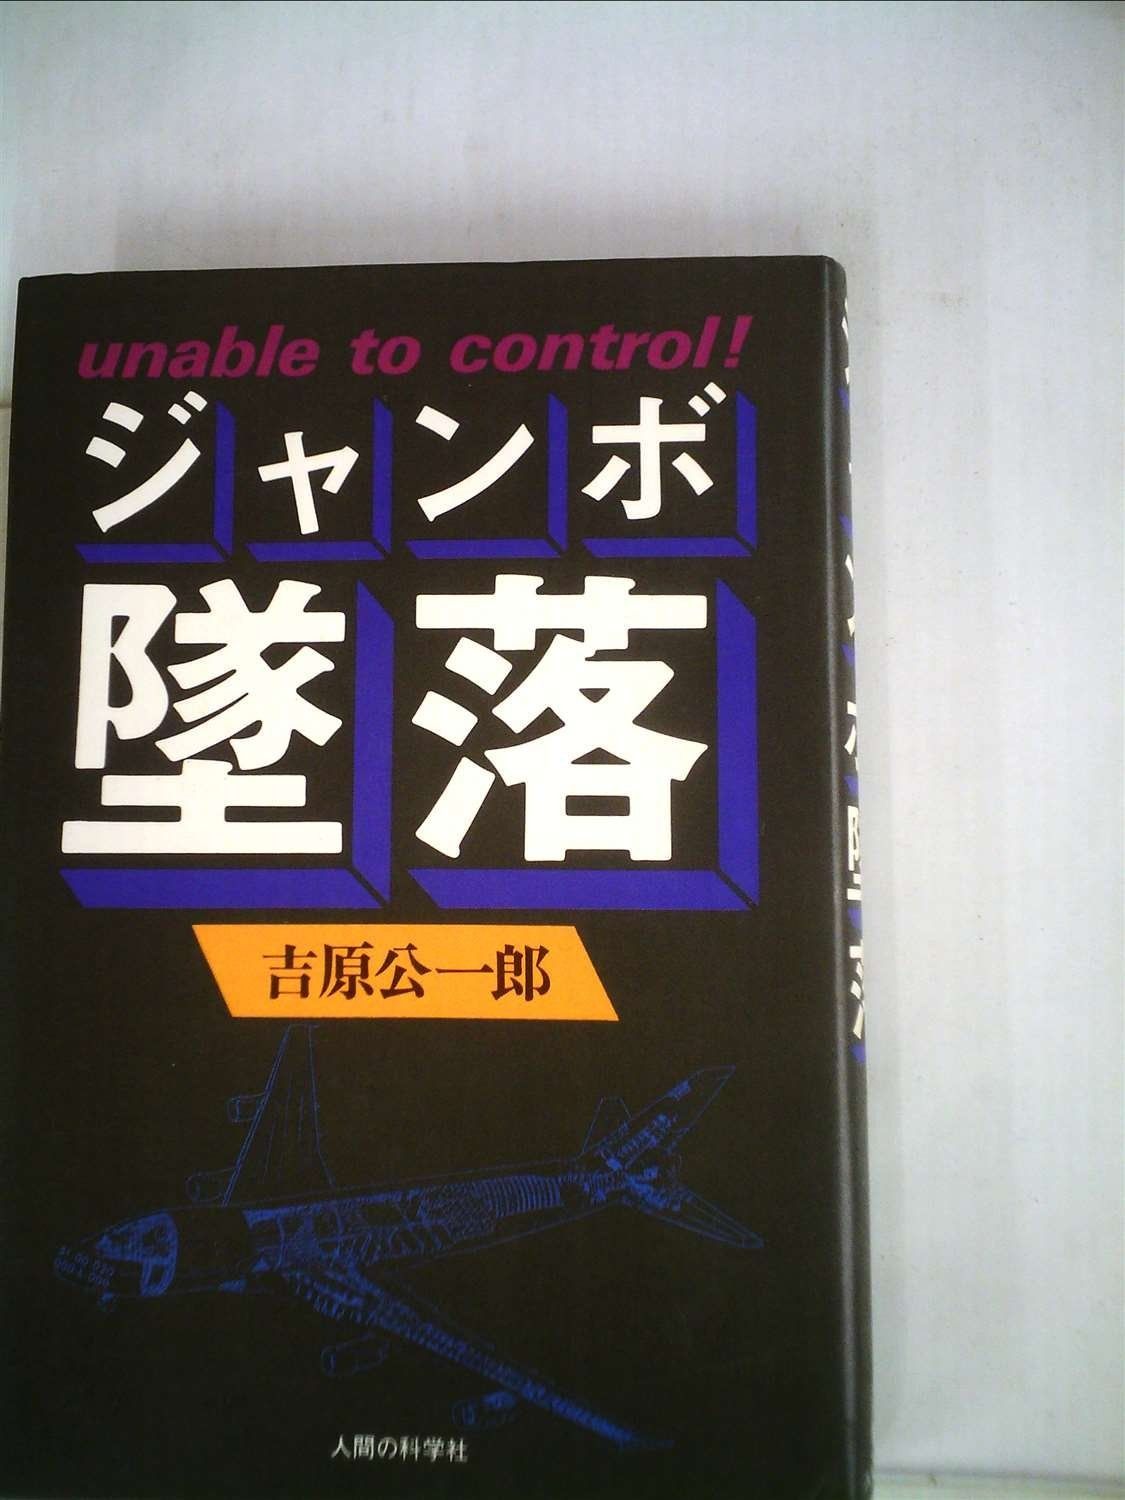 unable to control!
ジャンボ
墜落
吉原公一郎
人間の科学社